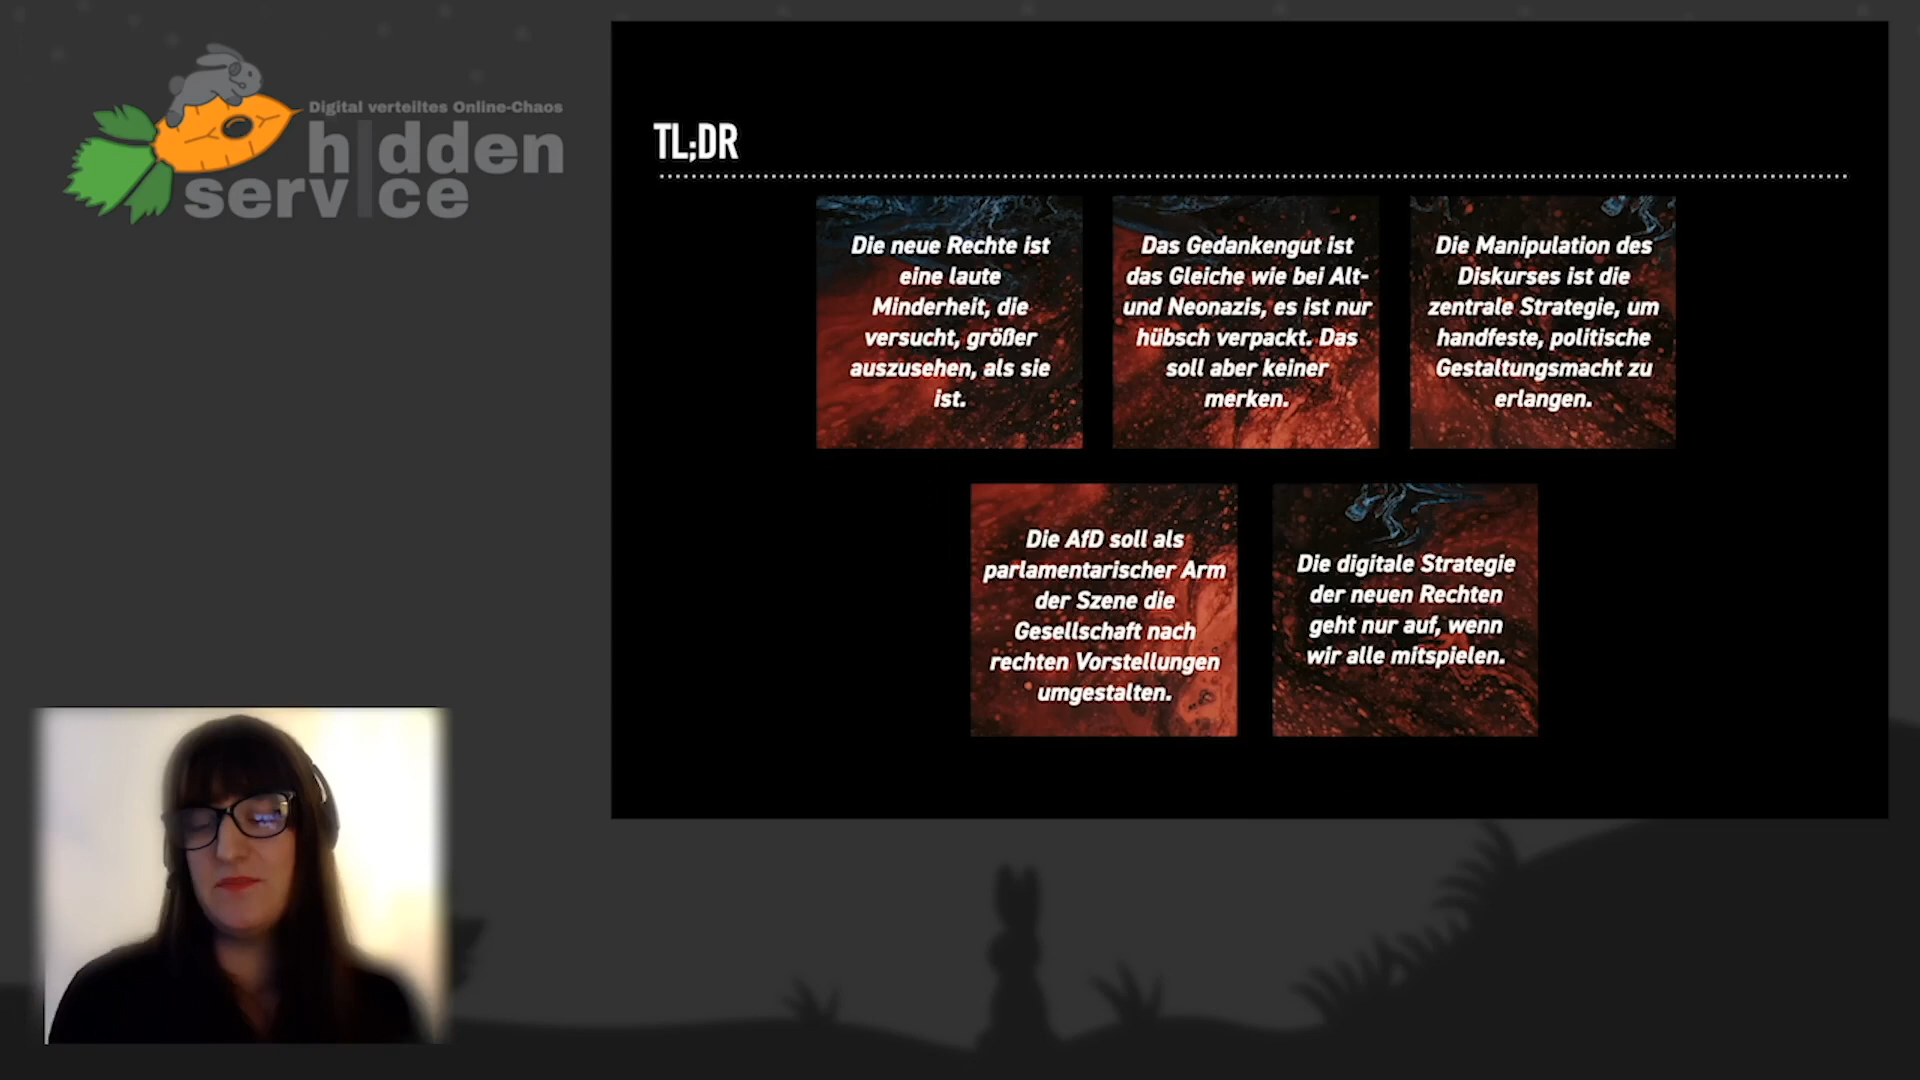 Digital verteiltes Online-Chaos
hidden
service
TL;DR
Die neue Rechte ist
eine laute
Minderheit, die
versucht, größer
auszusehen, als sie
ist.
Das Gedankengut ist
das Gleiche wie bei Alt-
und Neonazis, es ist nur
hübsch verpackt. Das
soll aber keiner
merken.
Die Manipulation des
Diskurses ist die
zentrale Strategie, um
handfeste, politische
Gestaltungsmacht zu
erlangen.
Die AfD soll als
parlamentarischer Arm
der Szene die
Gesellschaft nach
rechten Vorstellungen
umgestalten.
Die digitale Strategie
der neuen Rechten
geht nur auf, wenn
wir alle mitspielen.